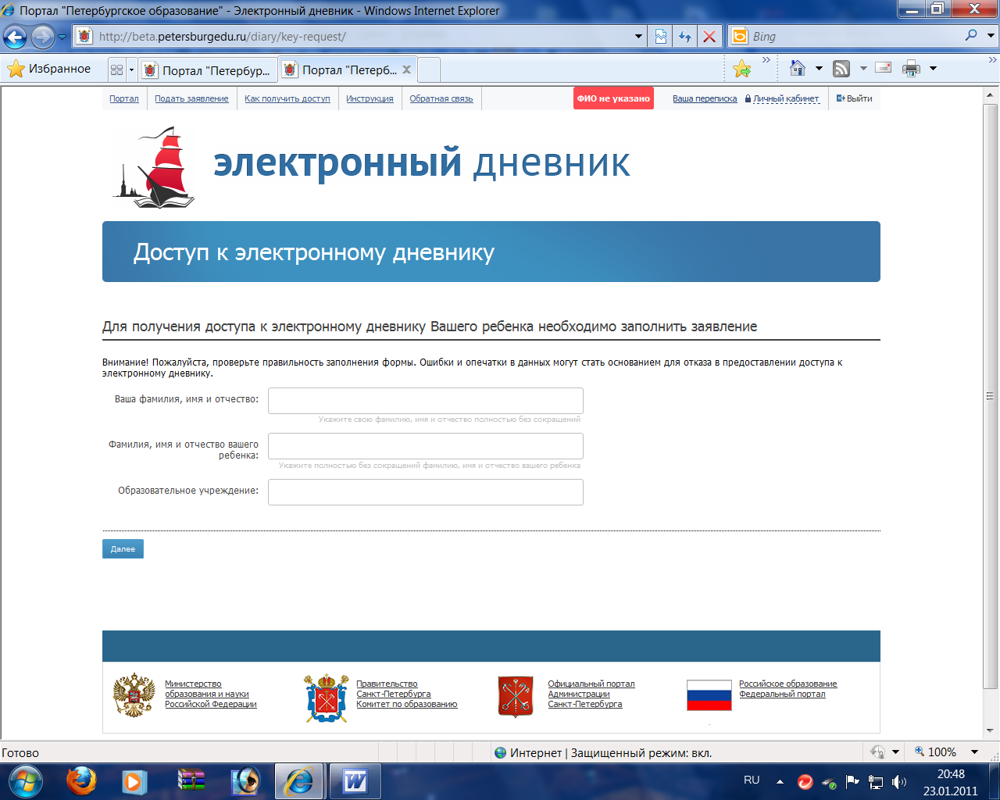 Портал "Петербургское образование" - Электронный дневник - Windows Internet Explorer
http://beta.petersburgedu.ru/diary/key-request/
Bing
Избранное
Портал "Петербур...
Портал "Петерб...
Портал
Подать заявление
Как получить доступ
Инструкция
Обратная связь
ФИО не указано
Ваша переписка
Личный кабинет
Выйти
электронный дневник
Доступ к электронному дневнику
Для получения доступа к электронному дневнику Вашего ребенка необходимо заполнить заявление
Внимание! Пожалуйста, проверьте правильность заполнения формы. Ошибки и опечатки в данных могут стать основанием для отказа в предоставлении доступа к
электронному дневнику.
Ваша фамилия, имя и отчество:
Укажите свою фамилию, имя и отчество полностью без сокращений
Фамилия, имя и отчество вашего
ребенка:
Укажите полностью без сокращений фамилию, имя и отчество вашего ребенка
Образовательное учреждение:
Далее
Министерство
образования и науки
Российской Федерации
Правительство
Санкт-Петербурга
Комитет по образованию
Официальный портал
Администрации
Санкт-Петербурга
Российское образование
Федеральный портал
Готово
Интернет | Защищенный режим: вкл.
100%
RU
20:48
23.01.2011